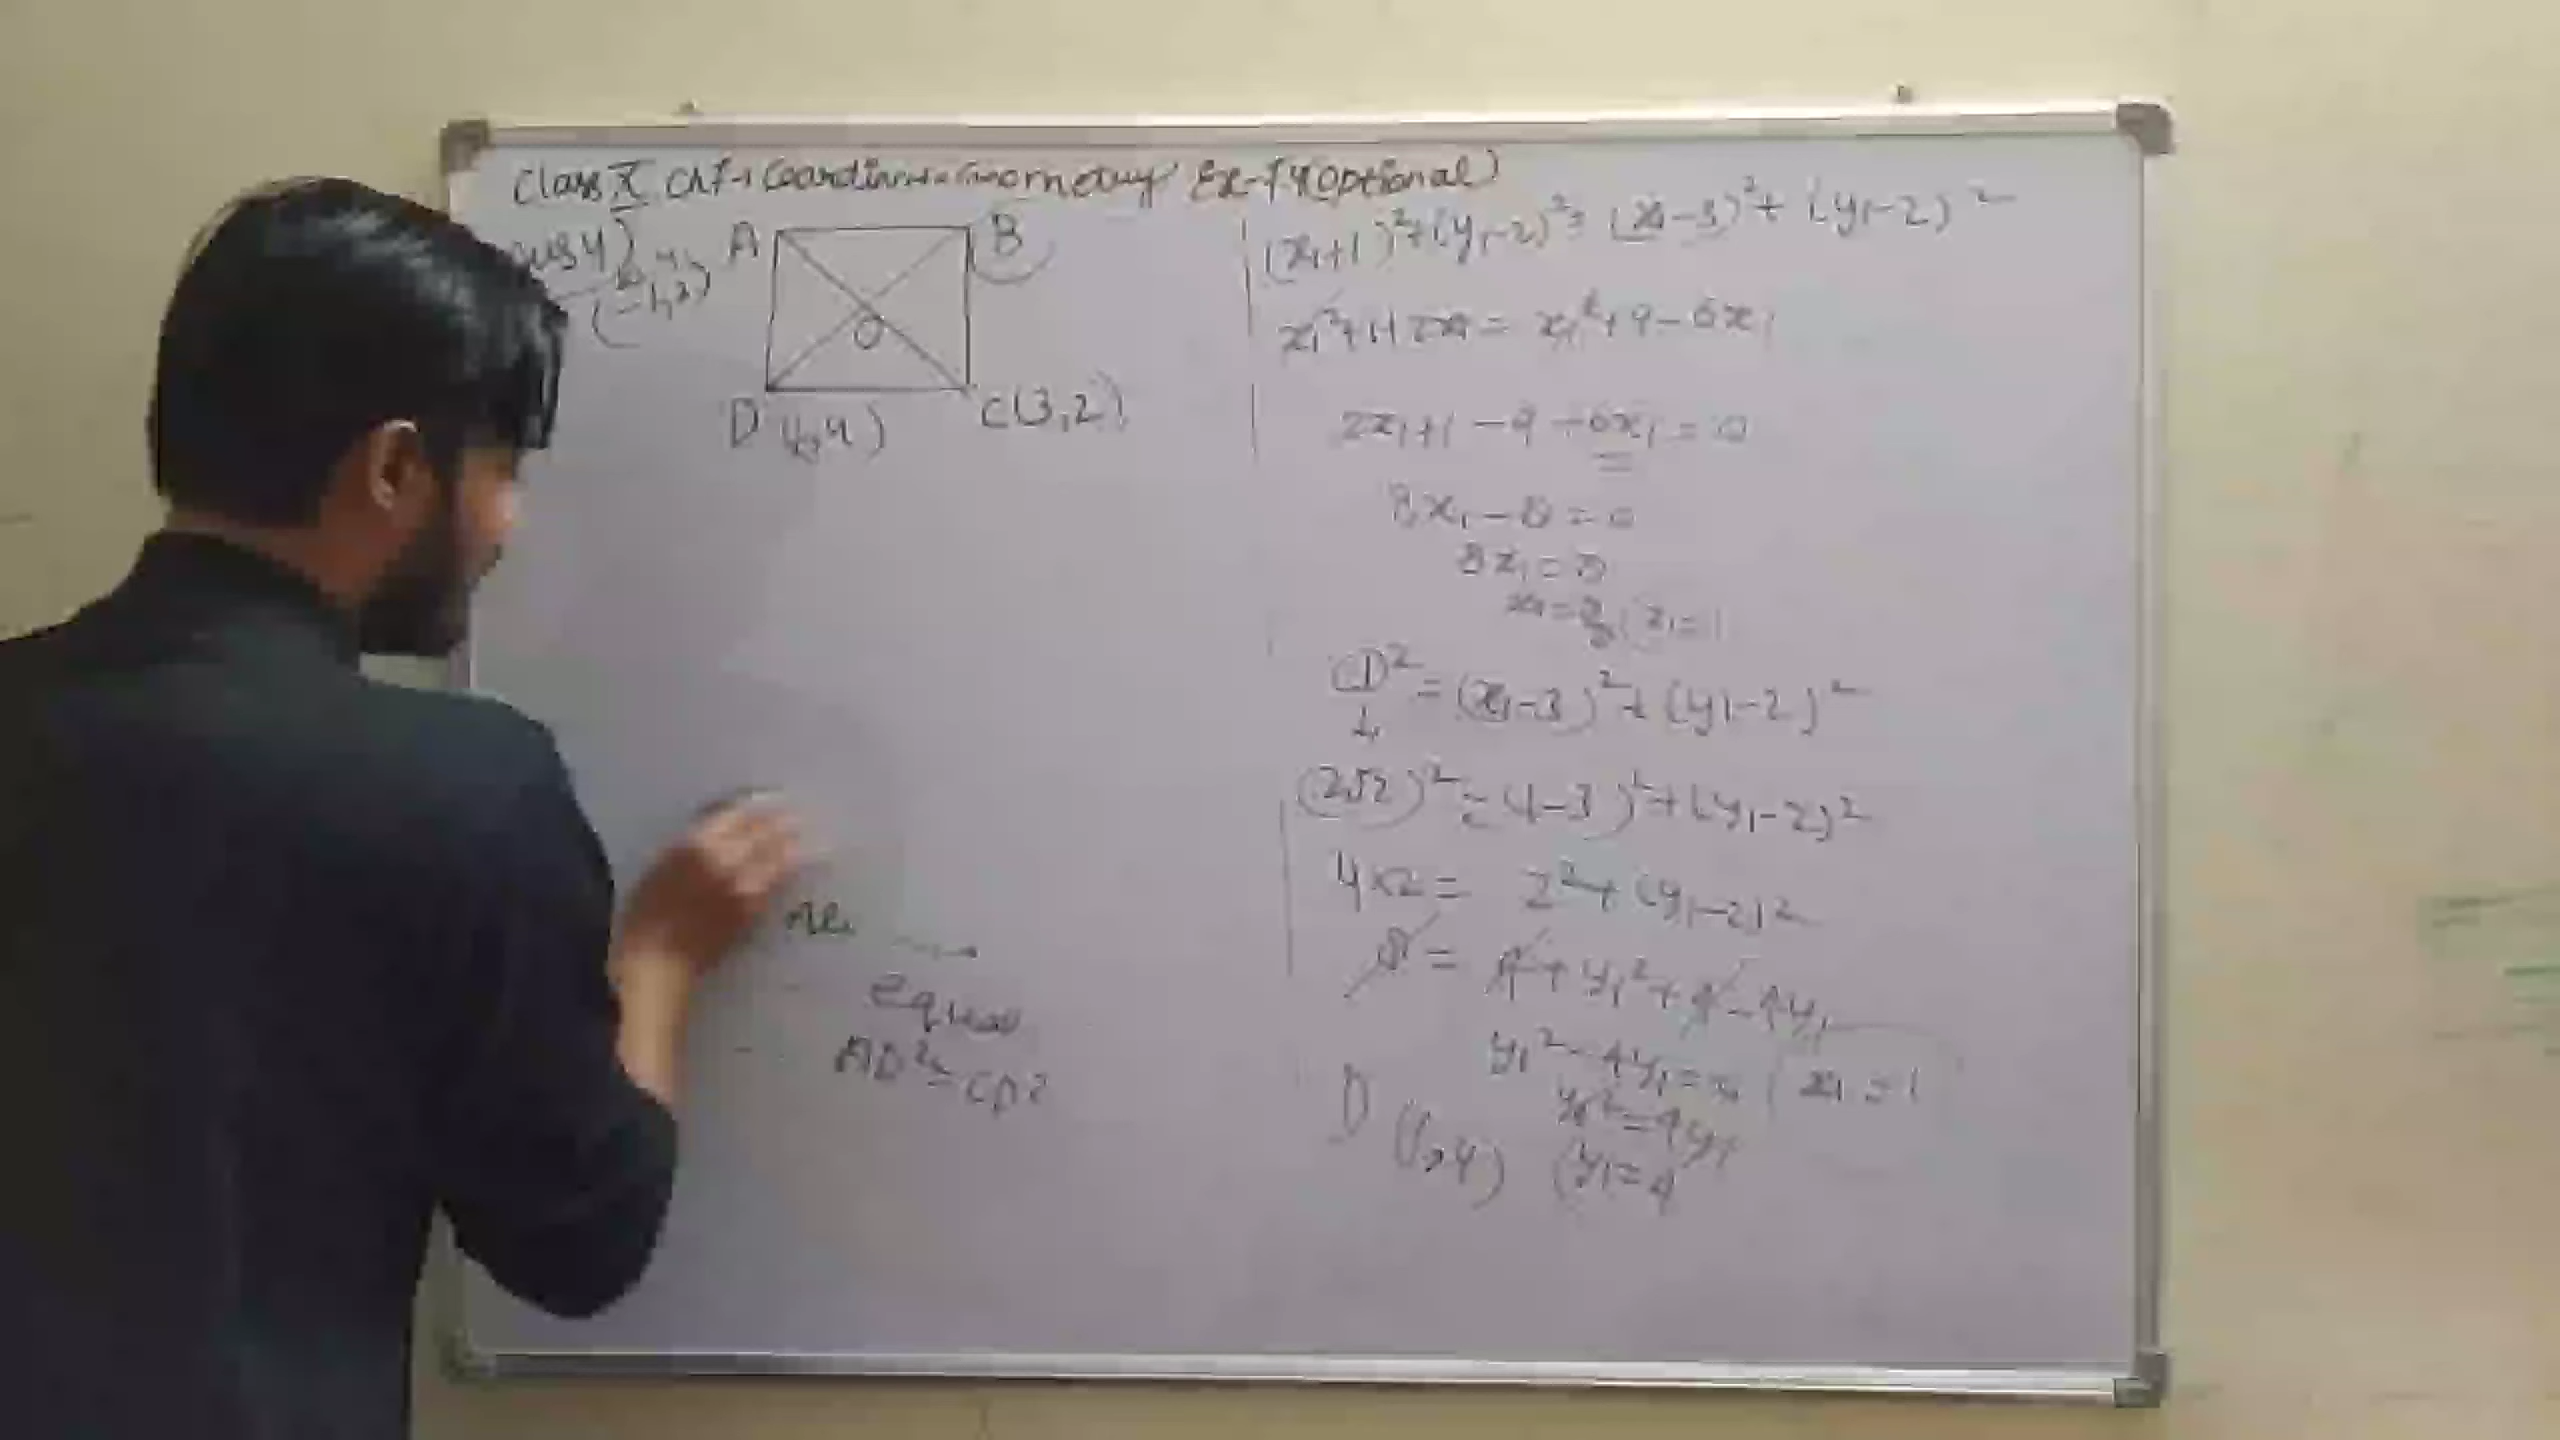 Class X Ch 7 → Coordinate Geometry Ex-7.4 (Optional)
Ques 4)
(-1,2)
A
B
O
D (1,4)
C(3,2)
AD² = CD²
(x₁+1)²+(y₁-2)² = (x₁-3)²+(y₁-2)²
x₁²+1+2x₁ = x₁²+9-6x₁
2x₁+1-9+6x₁=0
8x₁-8=0
8x₁=8
x₁=8/8 (x₁=1
CD² = (x₁-3)²+(y₁-2)²
(2√2)² = (1-3)²+(y₁-2)²
4×2 = 2²+(y₁-2)²
8 = 4+y₁²+4-4y₁
y₁²-4y₁=0 (x₁=1
y₁²=4y₁
D (1,4) (y₁=4